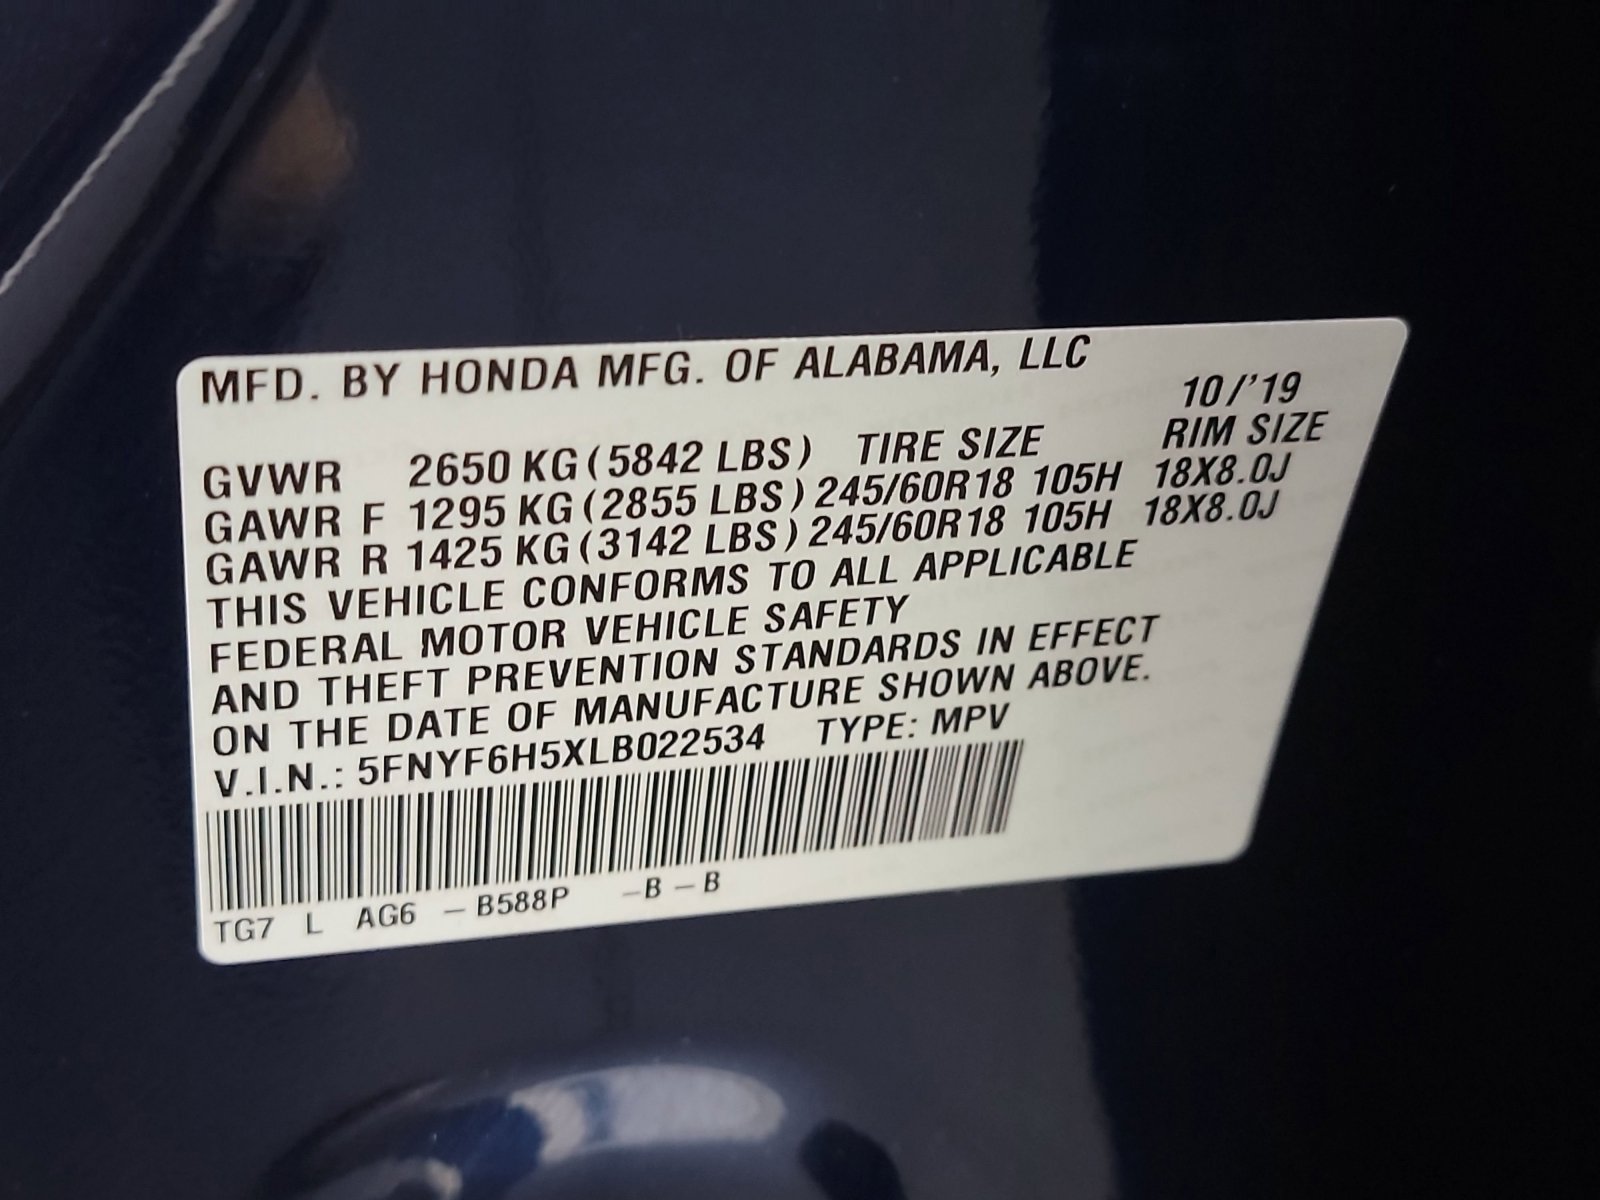 MFD. BY HONDA MFG. OF ALABAMA, LLC
10/'19
GVWR 2650 KG (5842 LBS) TIRE SIZE RIM SIZE
GAWR F 1295 KG (2855 LBS) 245/60R18 105H 18X8.0J
GAWR R 1425 KG (3142 LBS) 245/60R18 105H 18X8.0J
THIS VEHICLE CONFORMS TO ALL APPLICABLE
FEDERAL MOTOR VEHICLE SAFETY
AND THEFT PREVENTION STANDARDS IN EFFECT
ON THE DATE OF MANUFACTURE SHOWN ABOVE.
V.I.N.: 5FNYF6H5XLB022534 TYPE: MPV
TG7 L AG6 – B588P –B – B